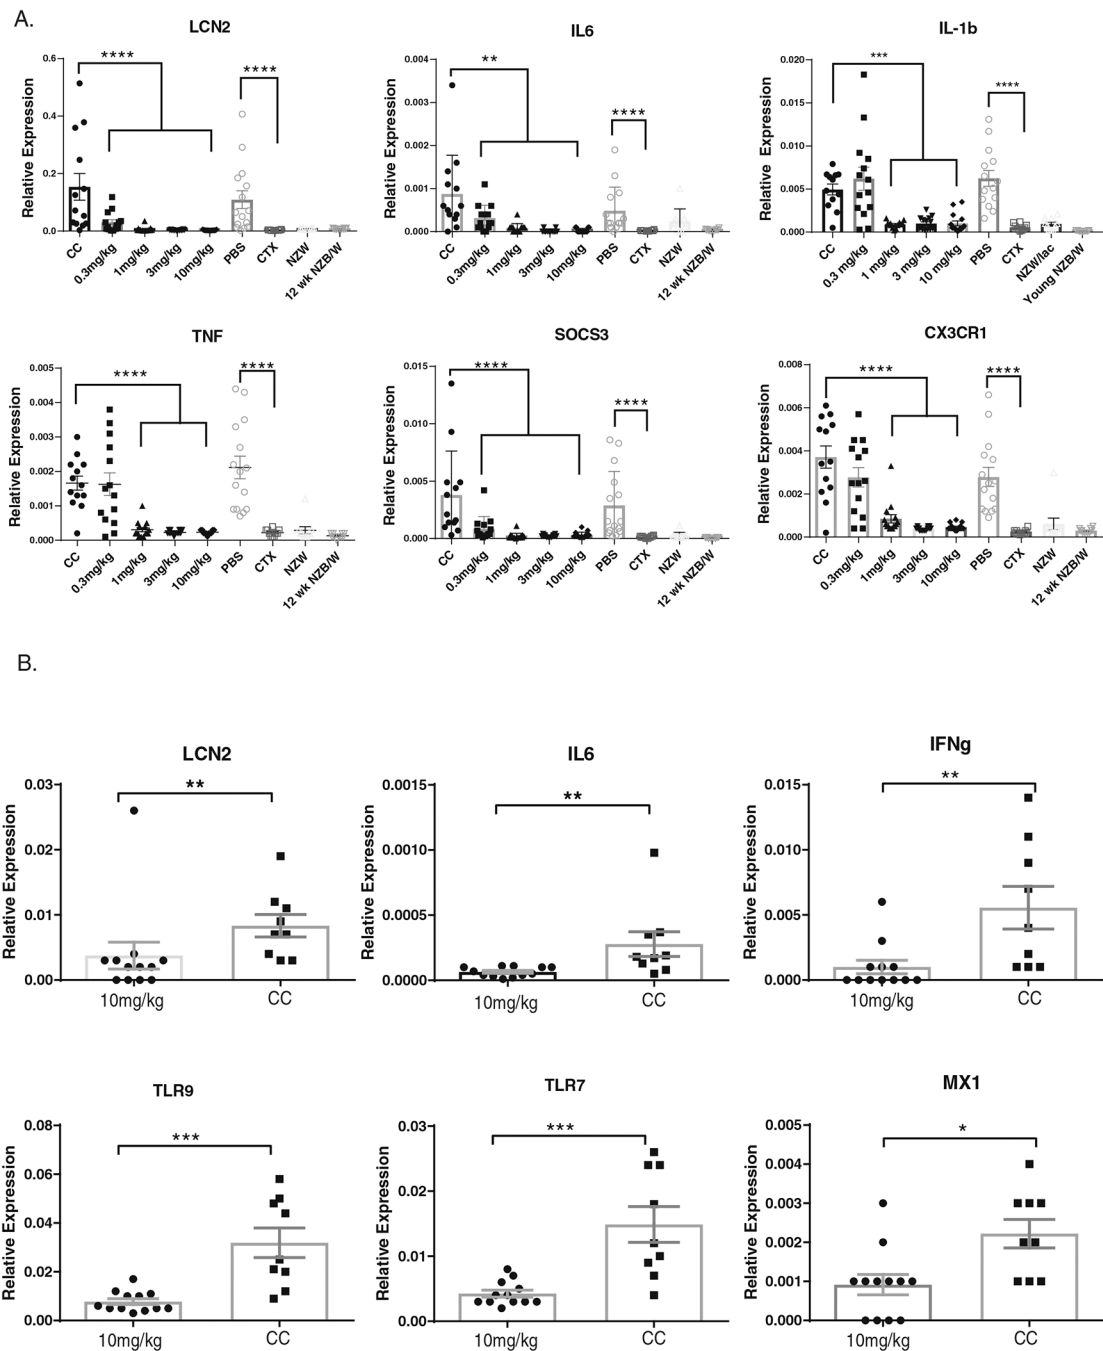 A.
LCN2
Relative Expression
0.6
0.4
0.2
0.0
****
****
CC
0.3mg/kg
1mg/kg
3mg/kg
10mg/kg
PBS
CTX
NZW
12 wk NZB/W
IL6
Relative Expression
0.004
0.003
0.002
0.001
0.000
**
****
CC
0.3mg/kg
1mg/kg
3mg/kg
10mg/kg
PBS
CTX
NZW
12 wk NZB/W
IL-1b
Relative Expression
0.020
0.015
0.010
0.005
0.000
***
****
CC
0.3 mg/kg
1 mg/kg
3 mg/kg
10 mg/kg
PBS
CTX
NZW/lac
Young NZB/W
TNF
Relative Expression
0.005
0.004
0.003
0.002
0.001
0.000
****
****
CC
0.3mg/kg
1mg/kg
3mg/kg
10mg/kg
PBS
CTX
NZW
12 wk NZB/W
SOCS3
Relative Expression
0.015
0.010
0.005
0.000
****
****
CC
0.3mg/kg
1mg/kg
3mg/kg
10mg/kg
PBS
CTX
NZW
12 wk NZB/W
CX3CR1
Relative Expression
0.008
0.006
0.004
0.002
0.000
****
****
CC
0.3mg/kg
1mg/kg
3mg/kg
10mg/kg
PBS
CTX
NZW
12 wk NZB/W
B.
LCN2
Relative Expression
0.03
0.02
0.01
0.00
**
10mg/kg
CC
IL6
Relative Expression
0.0015
0.0010
0.0005
0.0000
**
10mg/kg
CC
IFNg
Relative Expression
0.015
0.010
0.005
0.000
**
10mg/kg
CC
TLR9
Relative Expression
0.08
0.06
0.04
0.02
0.00
***
10mg/kg
CC
TLR7
Relative Expression
0.03
0.02
0.01
0.00
***
10mg/kg
CC
MX1
Relative Expression
0.005
0.004
0.003
0.002
0.001
0.000
*
10mg/kg
CC